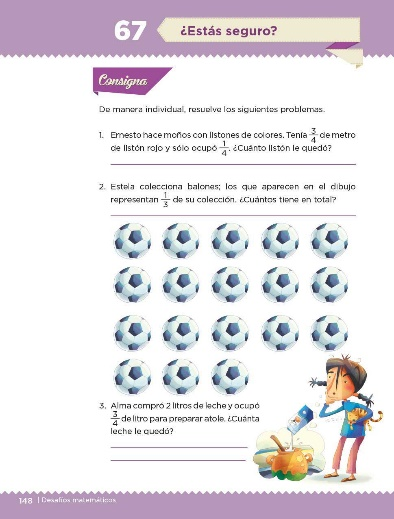 67
¿Estás seguro?
Consigna
De manera individual, resuelve los siguientes problemas.
1. Ernesto hace moños con listones de colores. Tenía 3/4 de metro
de listón rojo y sólo ocupó 1/4. ¿Cuánto listón le quedó?
2. Estela colecciona balones; los que aparecen en el dibujo
representan 1/3 de su colección. ¿Cuántos tiene en total?
3. Alma compró 2 litros de leche y ocupó
3/4 de litro para preparar atole. ¿Cuánta
leche le quedó?
148 | Desafíos matemáticos